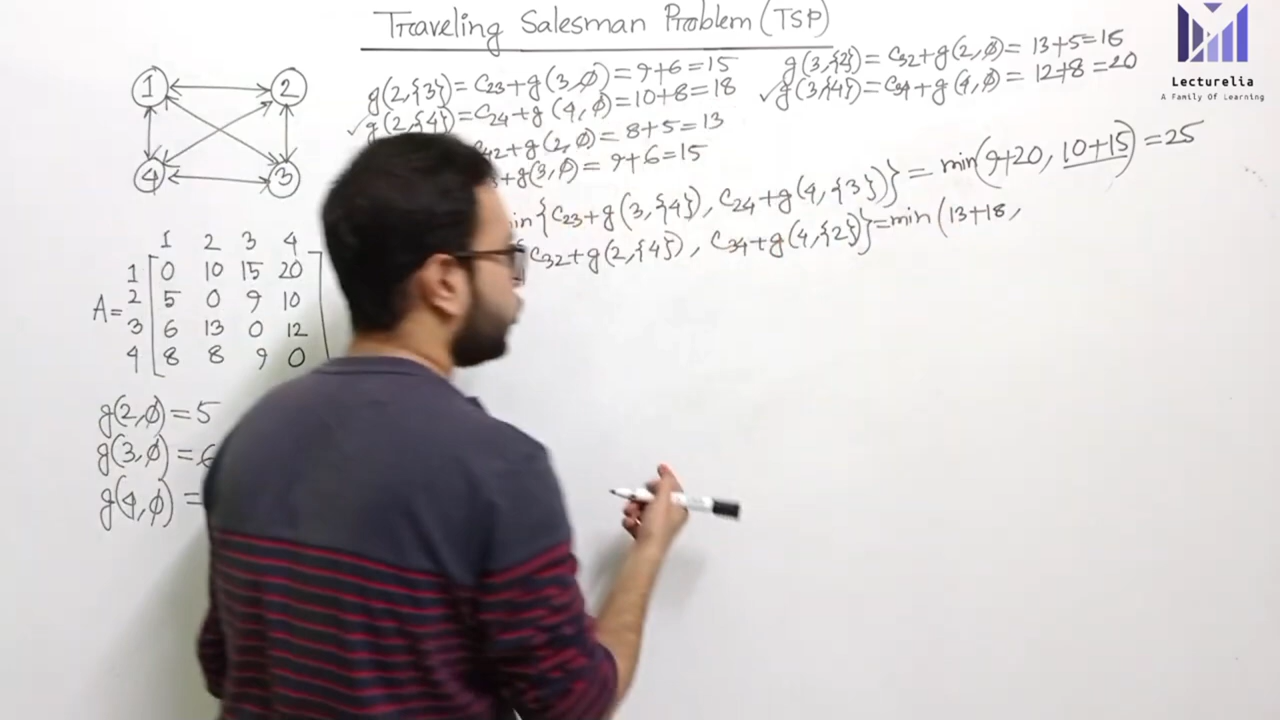 Traveling Salesman Problem (TSP)
Lecturelia
A Family Of Learning
1 2
4 3
g(2,{3}) = C23+g(3,ϕ) = 9+6=15
g(2,{4}) = C24+g(4,ϕ) = 10+8=18
42+g(2,ϕ) = 8+5=13
+g(3,ϕ) = 9+6=15
g(3,{2}) = C32+g(2,ϕ) = 13+5=18
g(3,{4}) = C34+g(4,ϕ) = 12+8=20
in{C23+g(3,{4}), C24+g(4,{3})} = min(9+20, 10+15) = 25
{C32+g(2,{4}), C34+g(4,{2})} = min(13+18,
1 2 3 4
A= 1 0 10 15 20
2 5 0 9 10
3 6 13 0 12
4 8 8 9 0
g(2,ϕ) = 5
g(3,ϕ) = 6
g(4,ϕ) =